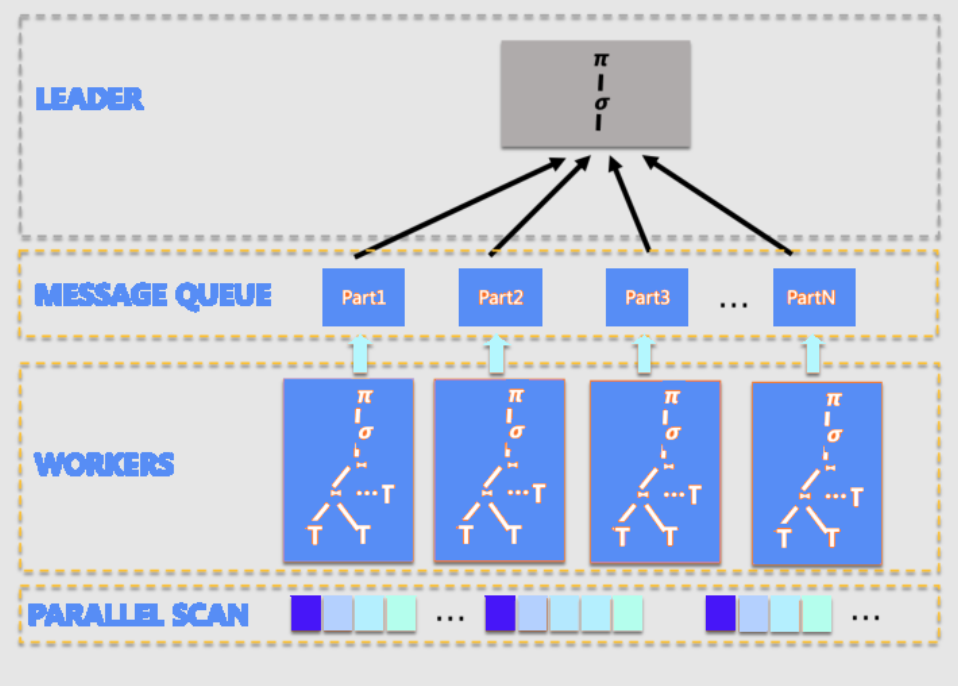 LEADER
π
σ
MESSAGE QUEUE
Part1 Part2 Part3 ... PartN
WORKERS
π π π π
σ σ σ σ
⋈ ⋈ ⋈ ⋈
⋈ ...T ⋈ ...T ⋈ ...T ⋈ ...T
T T T T T T T T
PARALLEL SCAN ... ...